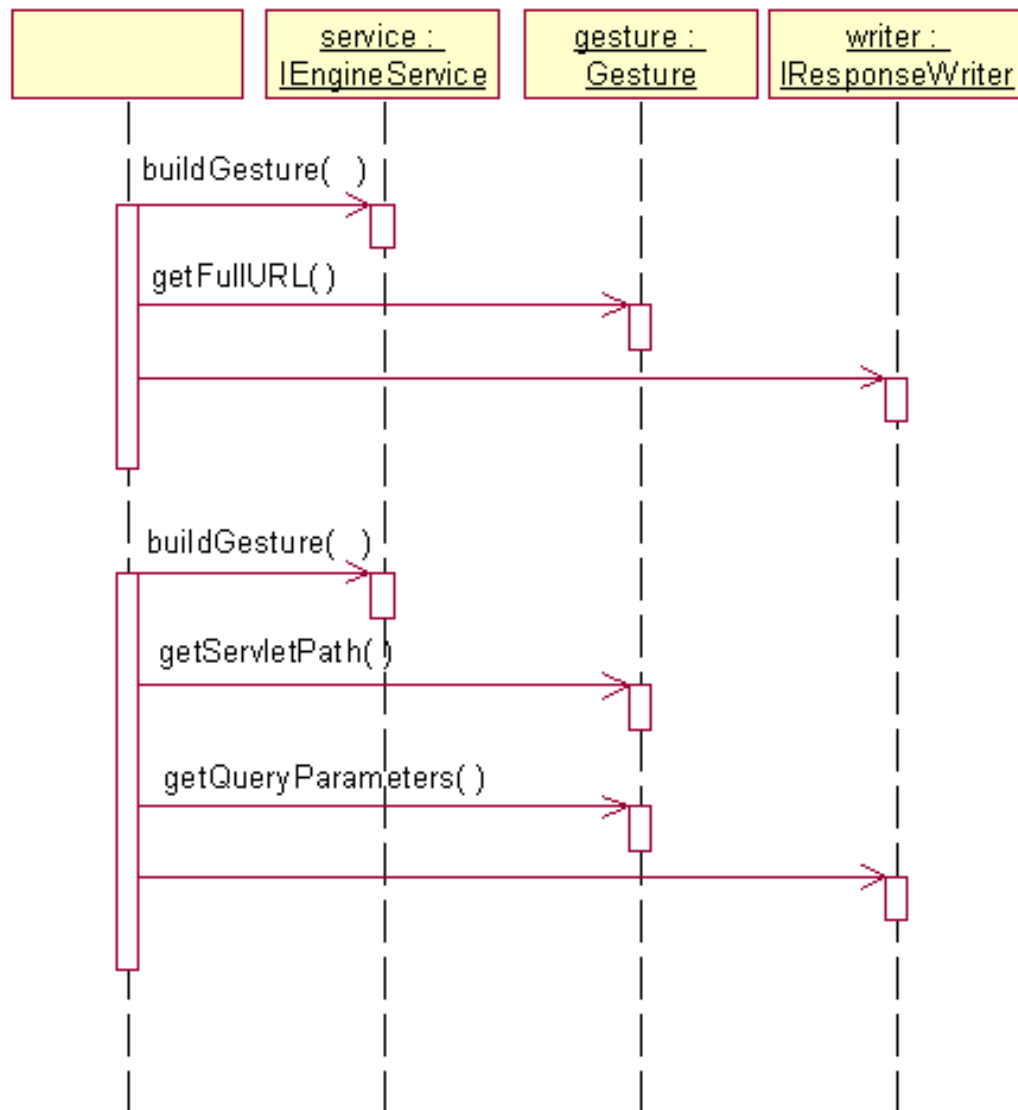 service :
IEngineService
gesture :
Gesture
writer :
IResponseWriter
buildGesture(  )
getFullURL( )
buildGesture(  )
getServletPath( )
getQueryParameters( )